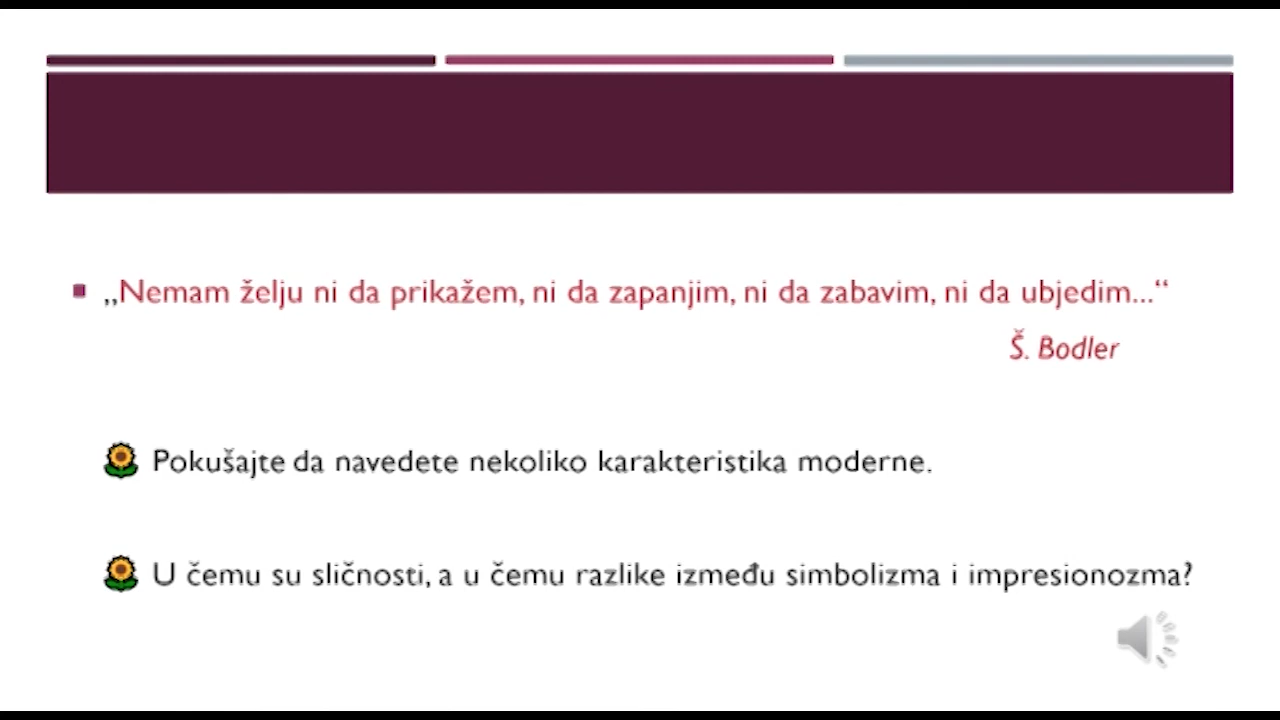 ,,Nemam želju ni da prikažem, ni da zapanjim, ni da zabavim, ni da ubjedim...“
Š. Bodler
Pokušajte da navedete nekoliko karakteristika moderne.
U čemu su sličnosti, a u čemu razlike između simbolizma i impresionozma?